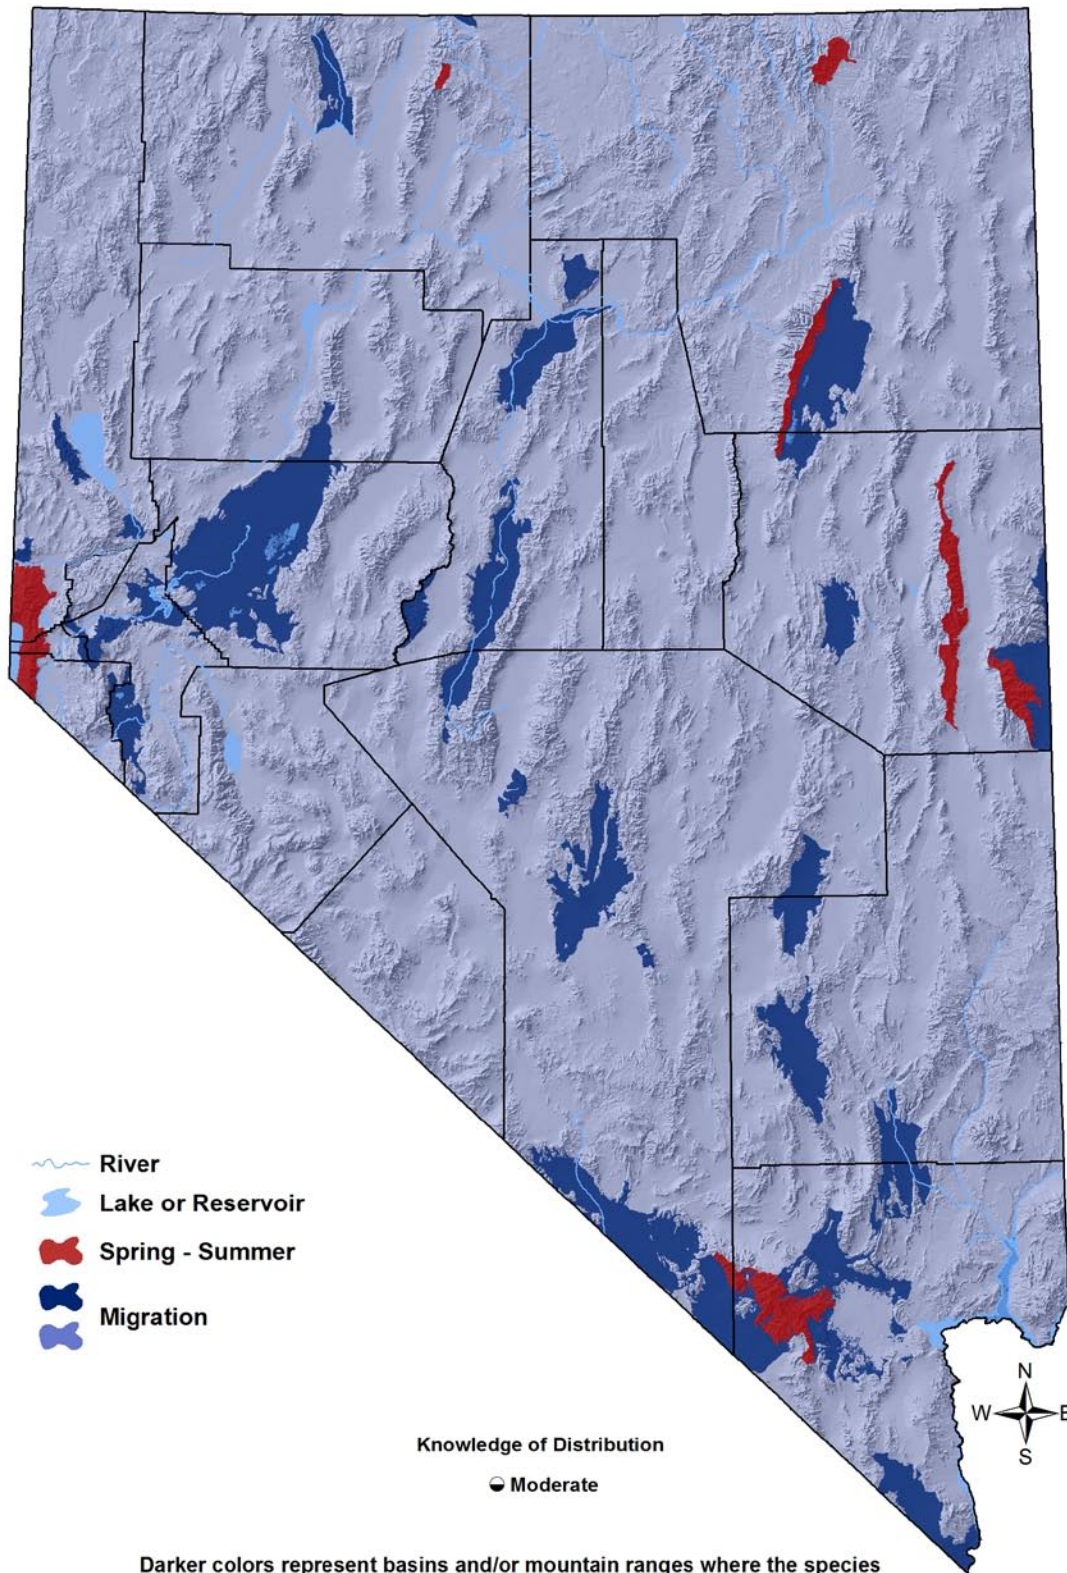 River
Lake or Reservoir
Spring - Summer
Migration
N
W E
S
Knowledge of Distribution
Moderate
Darker colors represent basins and/or mountain ranges where the species